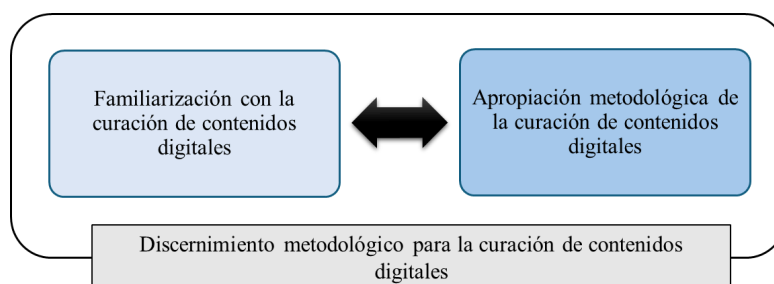 Familiarización con la
curación de contenidos
digitales
Apropiación metodológica de
la curación de contenidos
digitales
Discernimiento metodológico para la curación de contenidos
digitales